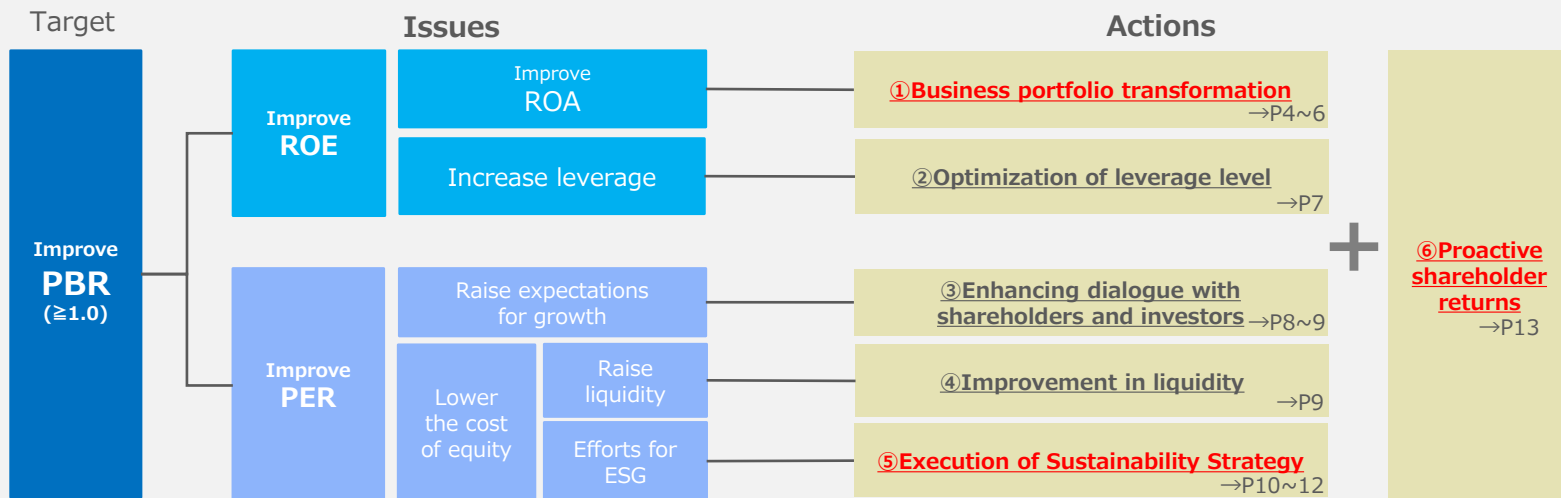 Target
Issues
Actions
Improve
PBR
(≧1.0)
Improve
ROE
Improve
ROA
Increase leverage
Improve
PER
Raise expectations
for growth
Lower
the cost
of equity
Raise
liquidity
Efforts for
ESG
①Business portfolio transformation
→P4~6
②Optimization of leverage level
→P7
③Enhancing dialogue with
shareholders and investors →P8~9
④Improvement in liquidity
→P9
⑤Execution of Sustainability Strategy
→P10~12
+
⑥Proactive
shareholder
returns
→P13